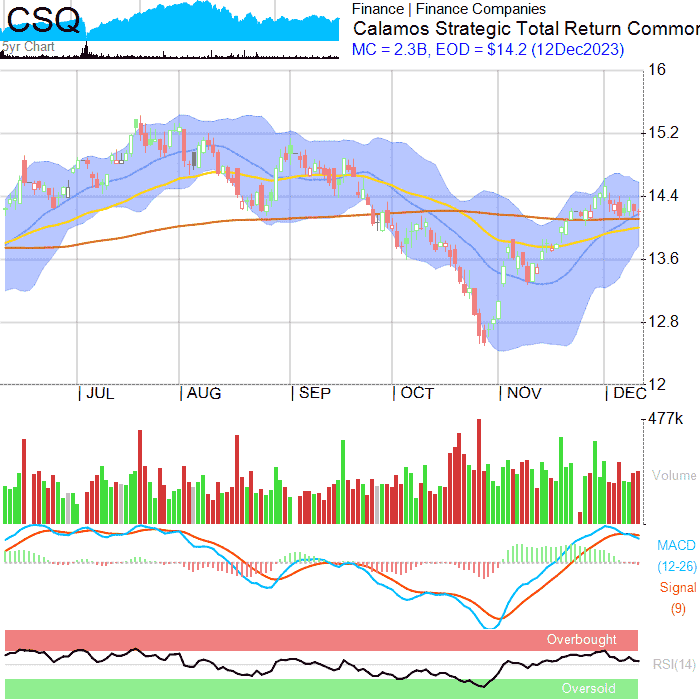 CSQ
5yr Chart
Finance | Finance Companies
Calamos Strategic Total Return Common
MC = 2.3B, EOD = $14.2 (12Dec2023)
16
15.2
14.4
13.6
12.8
12
| JUL | AUG | SEP | OCT | NOV | DEC
477k
Volume
MACD
(12-26)
Signal
(9)
Overbought
RSI(14)
Oversold